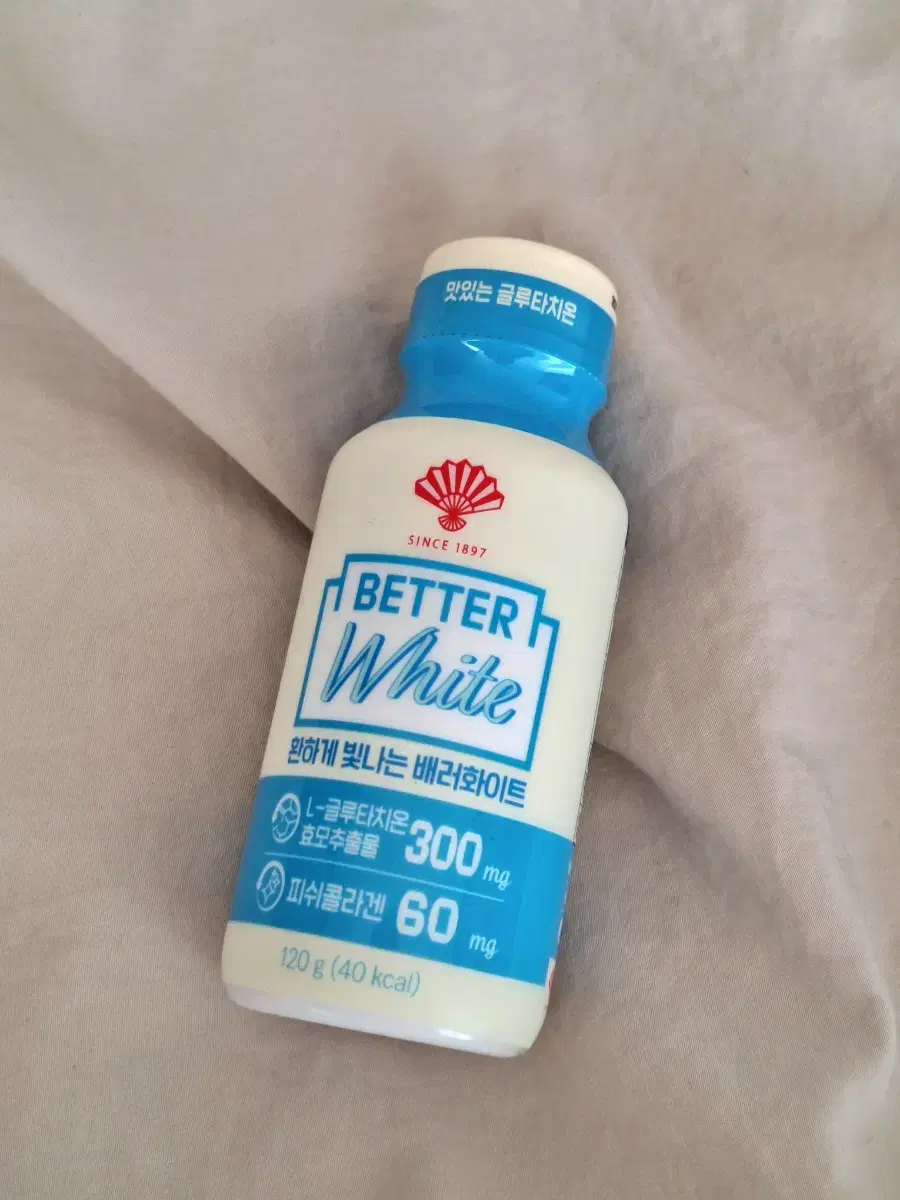 맛있는 글루타치온
SINCE 1897
BETTER
White
환하게 빛나는 배러화이트
L-글루타치온
효모추출물 300 mg
피쉬콜라겐 60 mg
120 g (40 kcal)